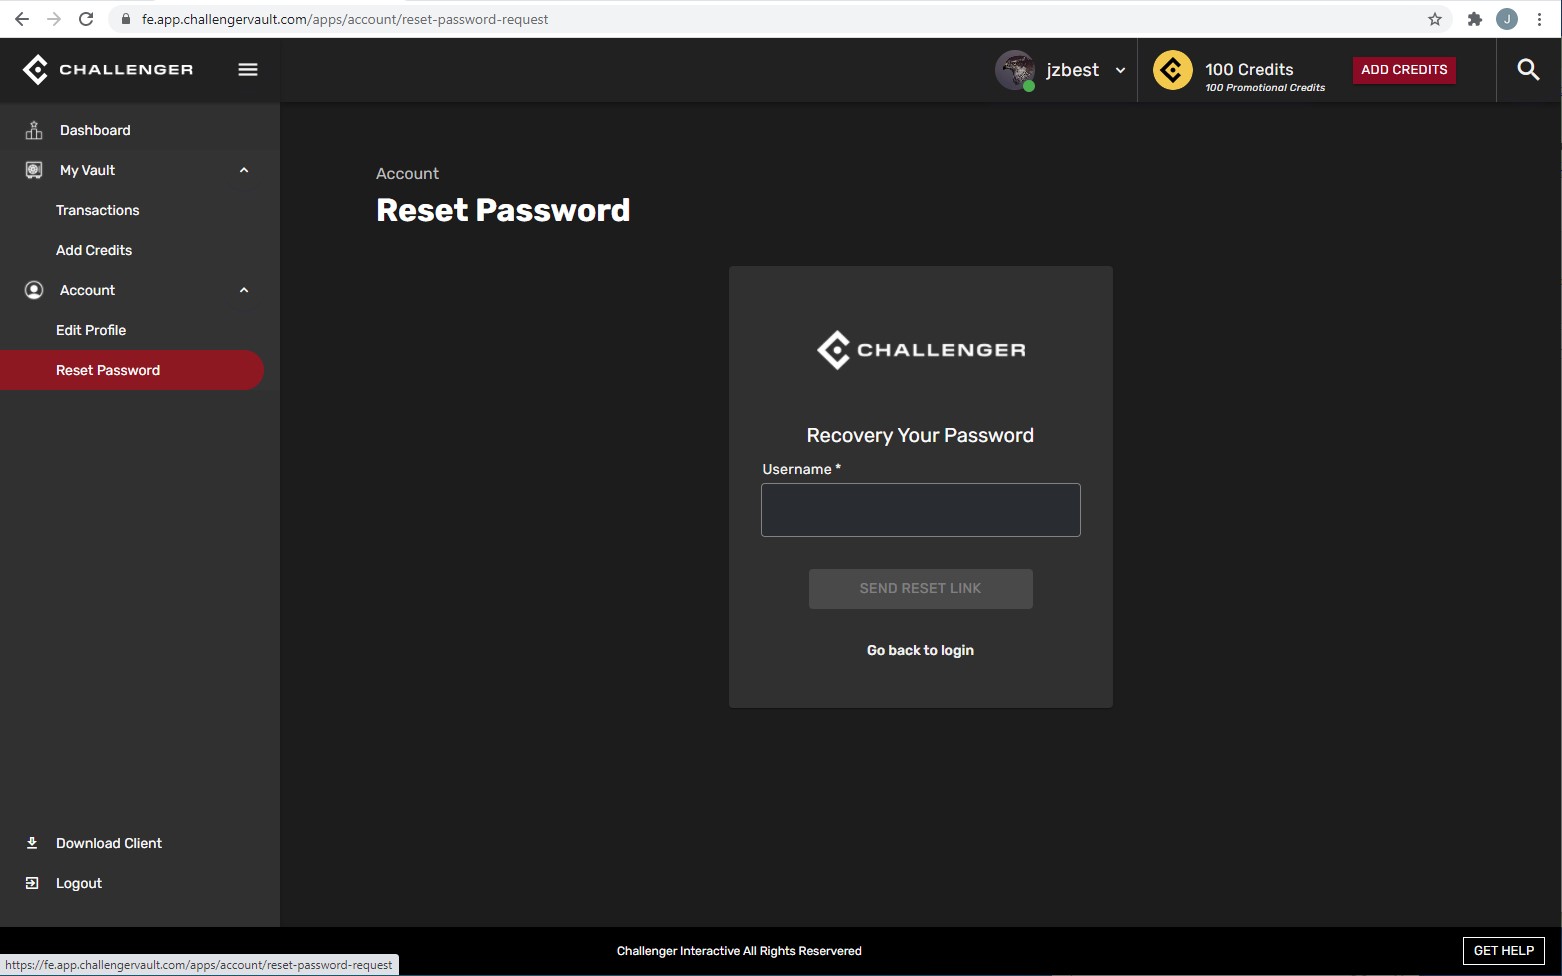 fe.app.challengervault.com/apps/account/reset-password-request
J
CHALLENGER
jzbest
100 Credits
100 Promotional Credits
ADD CREDITS
Dashboard
My Vault
Transactions
Add Credits
Account
Edit Profile
Reset Password
Account
Reset Password
CHALLENGER
Recovery Your Password
Username *
SEND RESET LINK
Go back to login
Download Client
Logout
Challenger Interactive All Rights Reservered
GET HELP
https://fe.app.challengervault.com/apps/account/reset-password-request